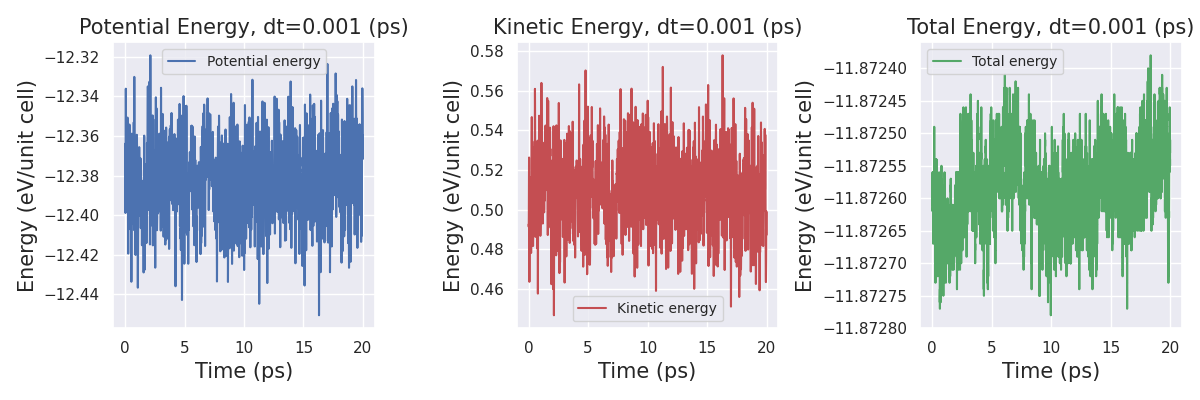 Potential Energy, dt=0.001 (ps)
Potential energy
Energy (eV/unit cell)
−12.32
−12.34
−12.36
−12.38
−12.40
−12.42
−12.44
0 5 10 15 20
Time (ps)
Kinetic Energy, dt=0.001 (ps)
Energy (eV/unit cell)
0.58
0.56
0.54
0.52
0.50
0.48
0.46
Kinetic energy
0 5 10 15 20
Time (ps)
Total Energy, dt=0.001 (ps)
Total energy
Energy (eV/unit cell)
−11.87240
−11.87245
−11.87250
−11.87255
−11.87260
−11.87265
−11.87270
−11.87275
−11.87280
0 5 10 15 20
Time (ps)